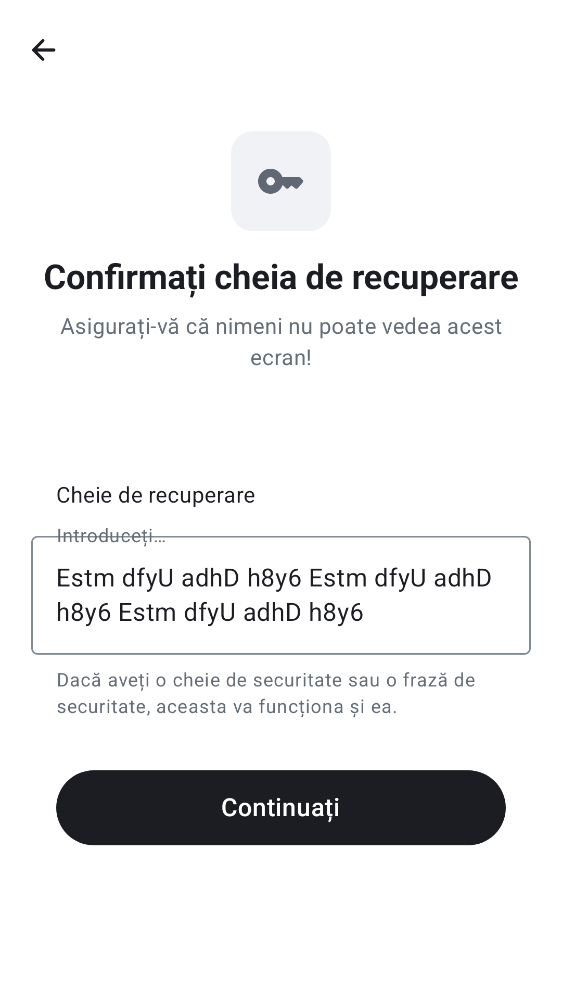 Confirmați cheia de recuperare
Asigurați-vă că nimeni nu poate vedea acest
ecran!
Cheie de recuperare
Introduceți…
Estm dfyU adhD h8y6 Estm dfyU adhD
h8y6 Estm dfyU adhD h8y6
Dacă aveți o cheie de securitate sau o frază de
securitate, aceasta va funcționa și ea.
Continuați